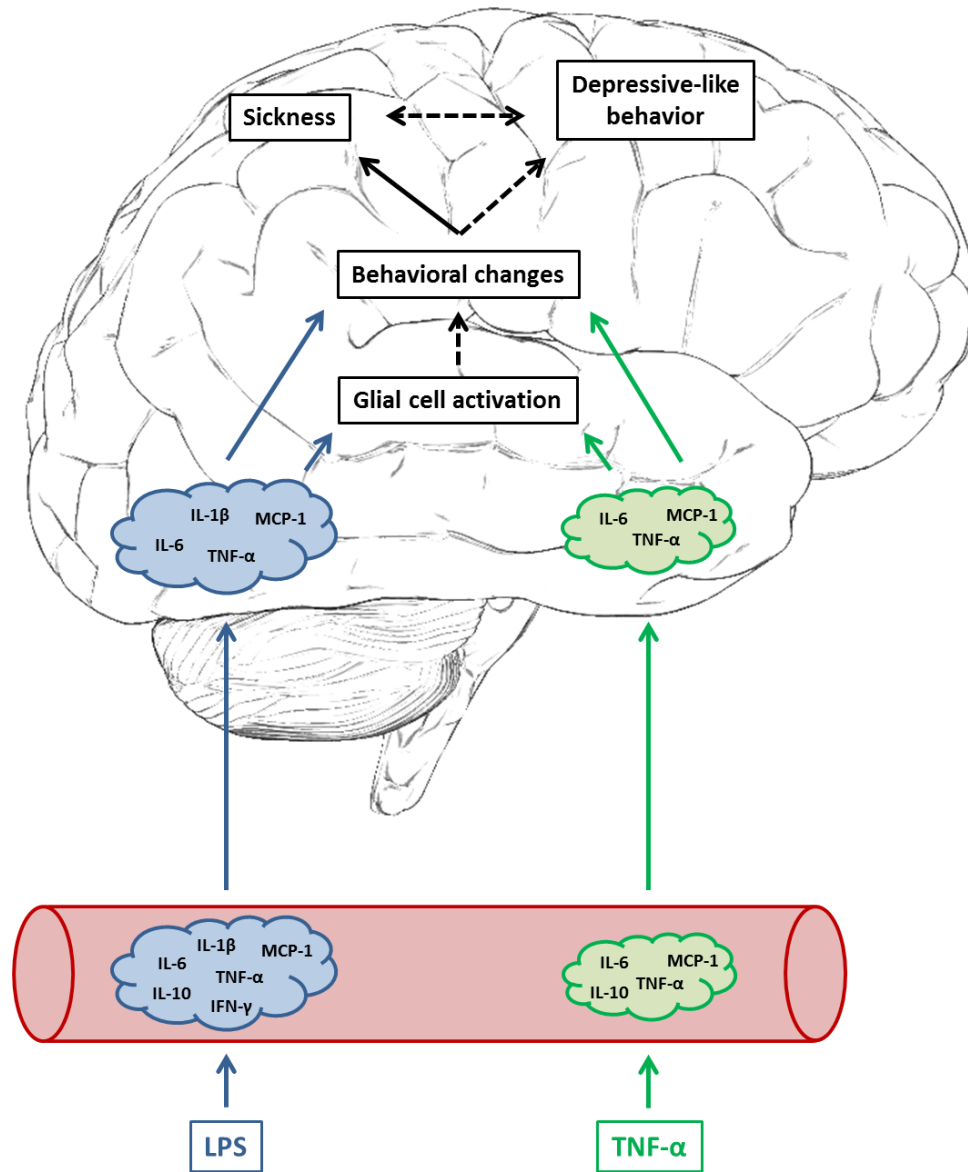 Sickness
Depressive-like
behavior
Behavioral changes
Glial cell activation
IL-1β
MCP-1
IL-6
TNF-α
IL-6
MCP-1
TNF-α
IL-1β
MCP-1
IL-6
TNF-α
IL-10
IFN-γ
IL-6
MCP-1
IL-10
TNF-α
LPS
TNF-α